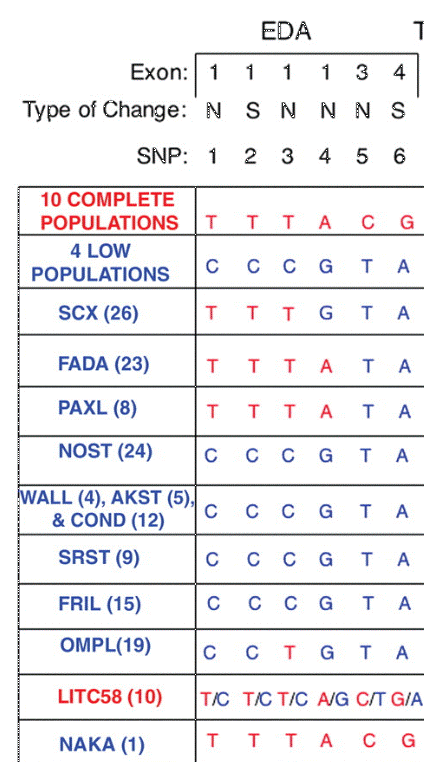 EDA T
Exon: 1 1 1 1 3 4
Type of Change: N S N N N S
SNP: 1 2 3 4 5 6
10 COMPLETE
POPULATIONS T T T A C G
4 LOW
POPULATIONS C C C G T A
SCX (26) T T T G T A
FADA (23) T T T A T A
PAXL (8) T T T A T A
NOST (24) C C C G T A
WALL (4), AKST (5),
& COND (12) C C C G T A
SRST (9) C C C G T A
FRIL (15) C C C G T A
OMPL(19) C C T G T A
LITC58 (10) T/C T/C T/C A/G C/T G/A
NAKA (1) T T T A C G